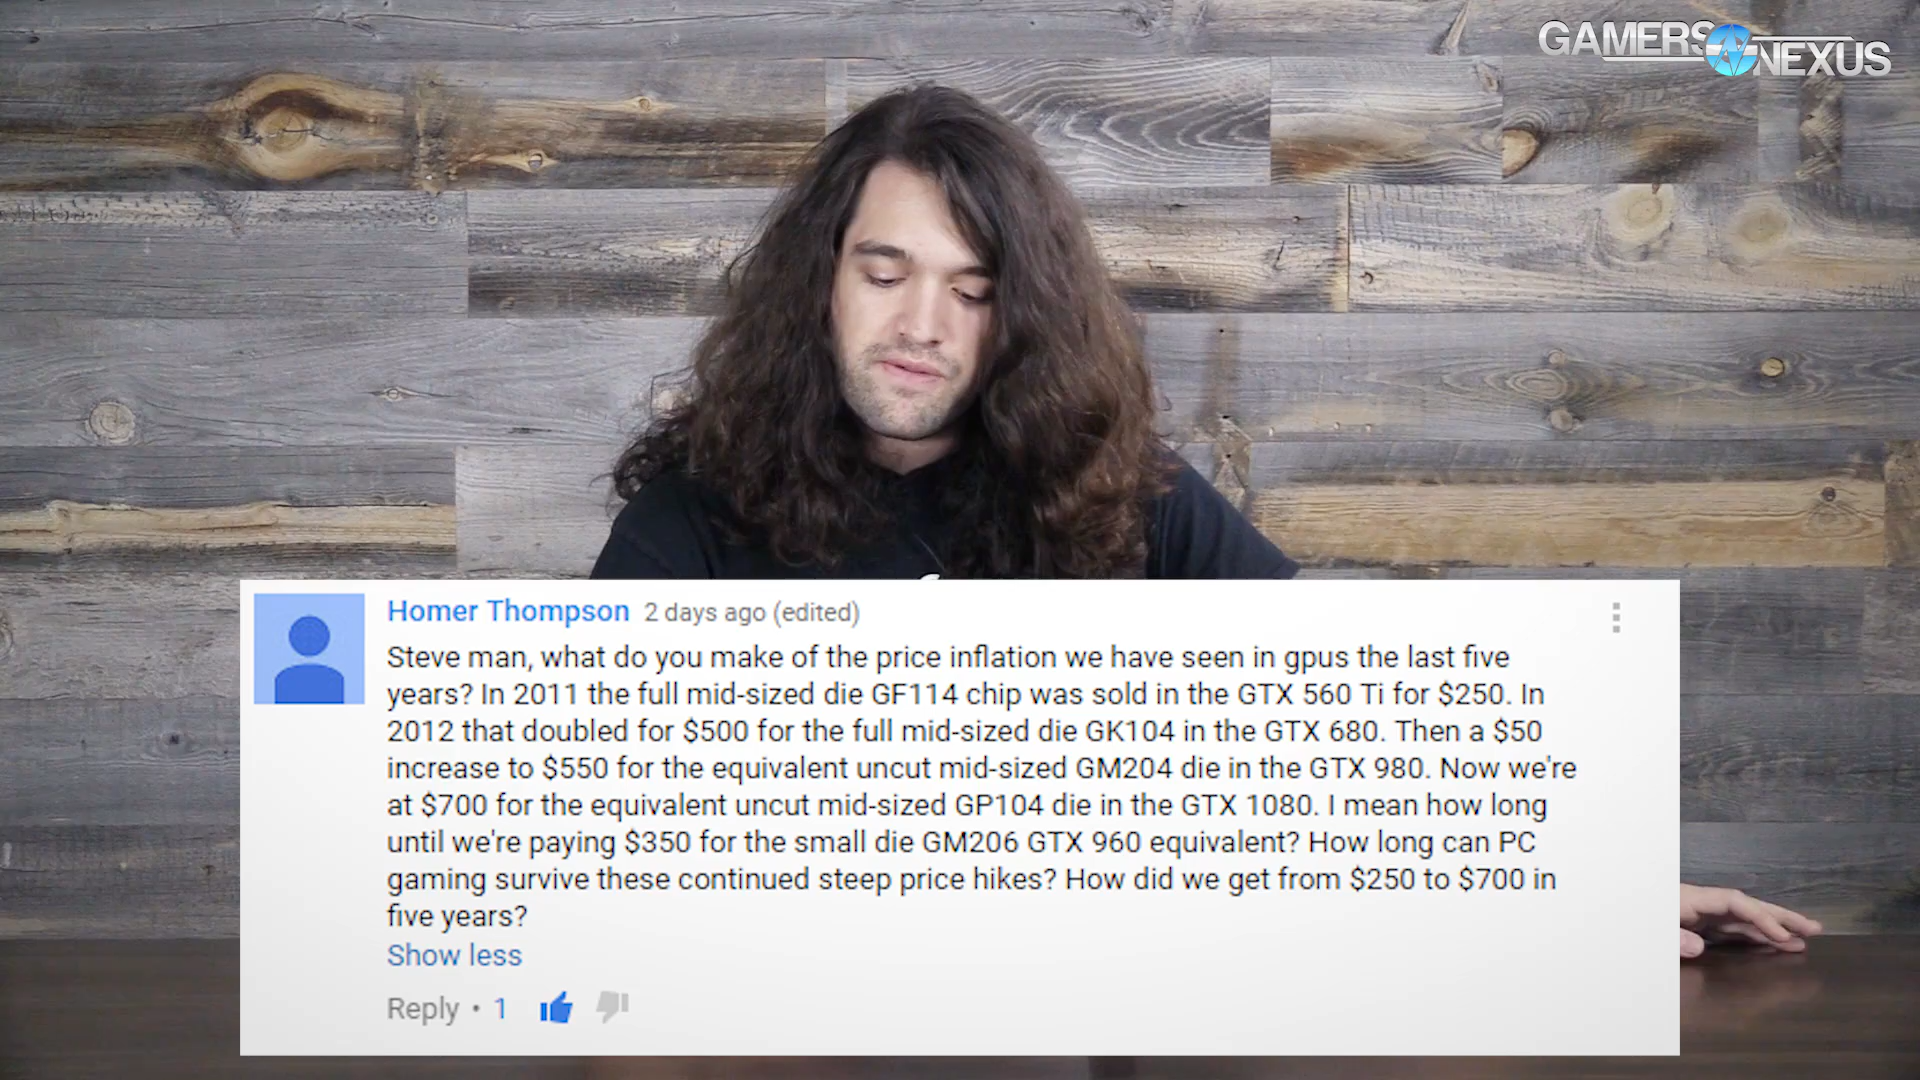 GAMERS NEXUS
Homer Thompson 2 days ago (edited)
Steve man, what do you make of the price inflation we have seen in gpus the last five
years? In 2011 the full mid-sized die GF114 chip was sold in the GTX 560 Ti for $250. In
2012 that doubled for $500 for the full mid-sized die GK104 in the GTX 680. Then a $50
increase to $550 for the equivalent uncut mid-sized GM204 die in the GTX 980. Now we're
at $700 for the equivalent uncut mid-sized GP104 die in the GTX 1080. I mean how long
until we're paying $350 for the small die GM206 GTX 960 equivalent? How long can PC
gaming survive these continued steep price hikes? How did we get from $250 to $700 in
five years?
Show less
Reply • 1